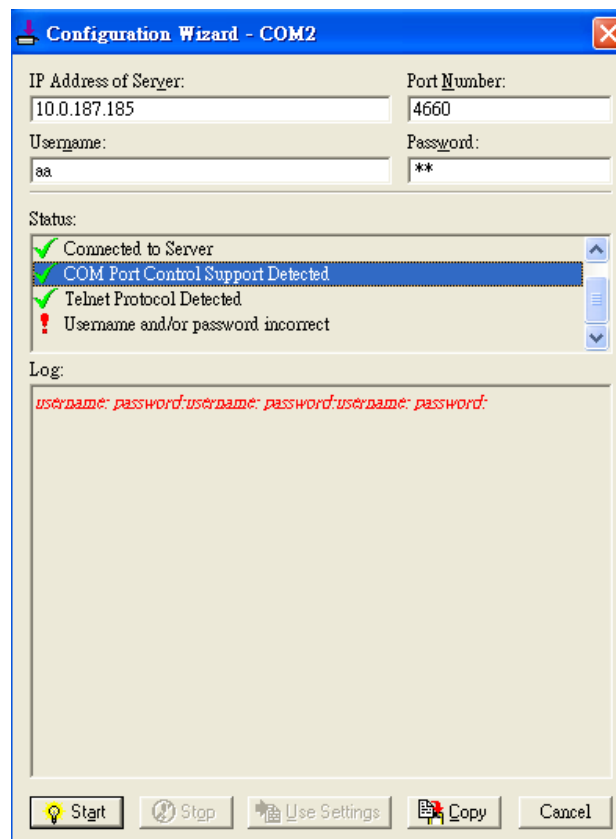 Configuration Wizard - COM2
IP Address of Server: Port Number:
10.0.187.185 4660
Username: Password:
aa **
Status:
Connected to Server
COM Port Control Support Detected
Telnet Protocol Detected
Username and/or password incorrect
Log:
username: password:username: password:username: password:
Start Stop Use Settings Copy Cancel